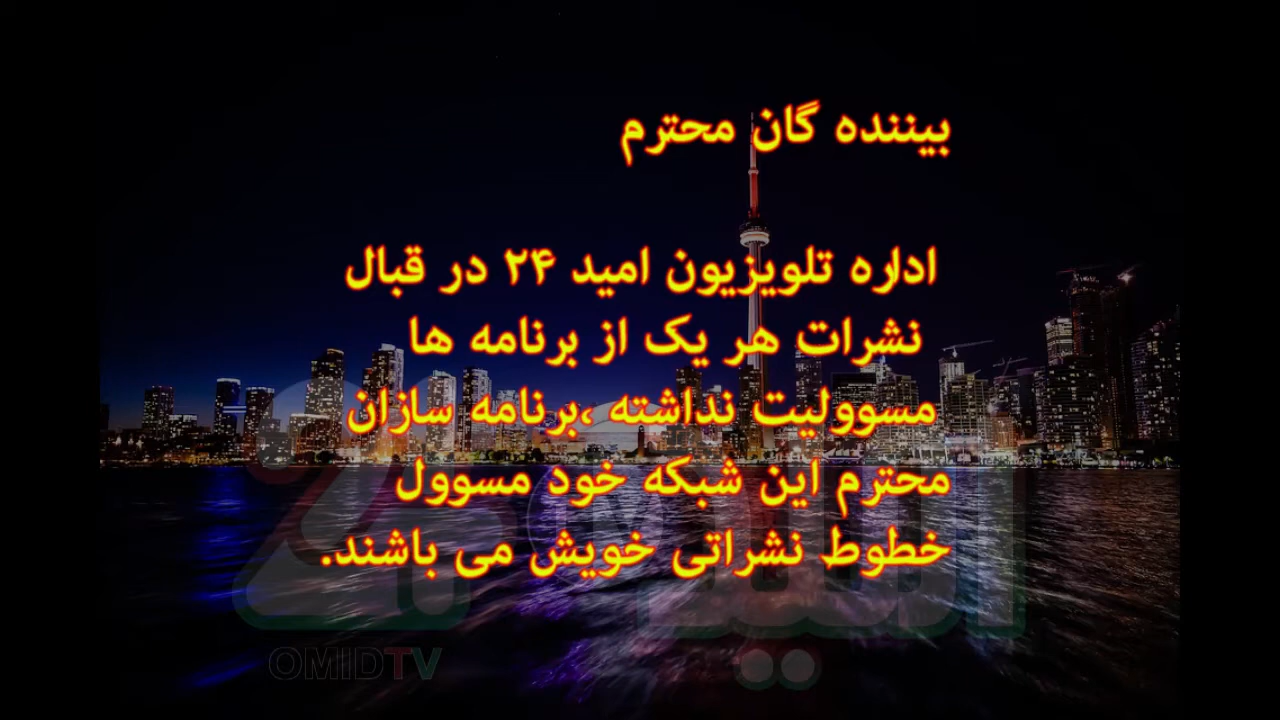 بیننده گان محترم
اداره تلویزیون امید ۲۴ در قبال
نشرات هر یک از برنامه ها
مسوولیت نداشته ،برنامه سازان
محترم این شبکه خود مسوول
خطوط نشراتی خویش می باشند.
امید
OMIDTV